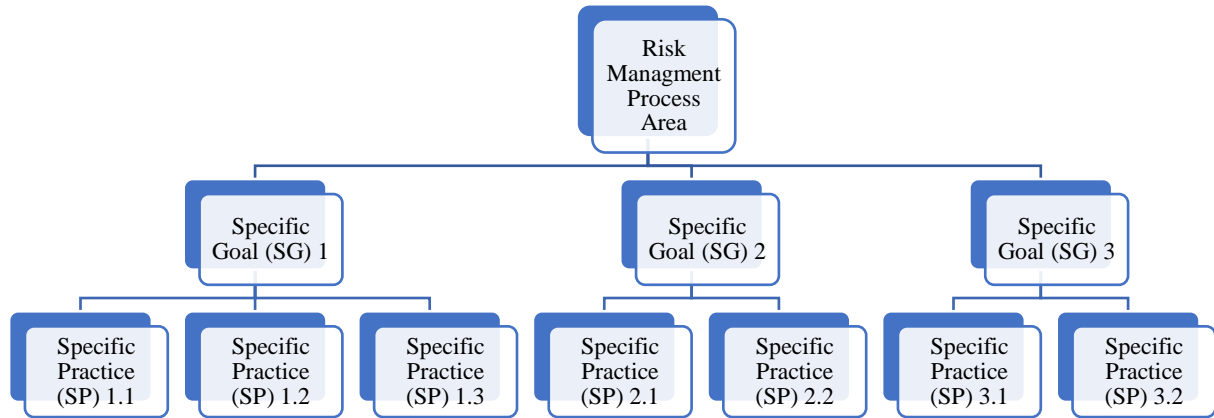 Risk
Managment
Process
Area
Specific
Goal (SG) 1
Specific
Goal (SG) 2
Specific
Goal (SG) 3
Specific
Practice
(SP) 1.1
Specific
Practice
(SP) 1.2
Specific
Practice
(SP) 1.3
Specific
Practice
(SP) 2.1
Specific
Practice
(SP) 2.2
Specific
Practice
(SP) 3.1
Specific
Practice
(SP) 3.2